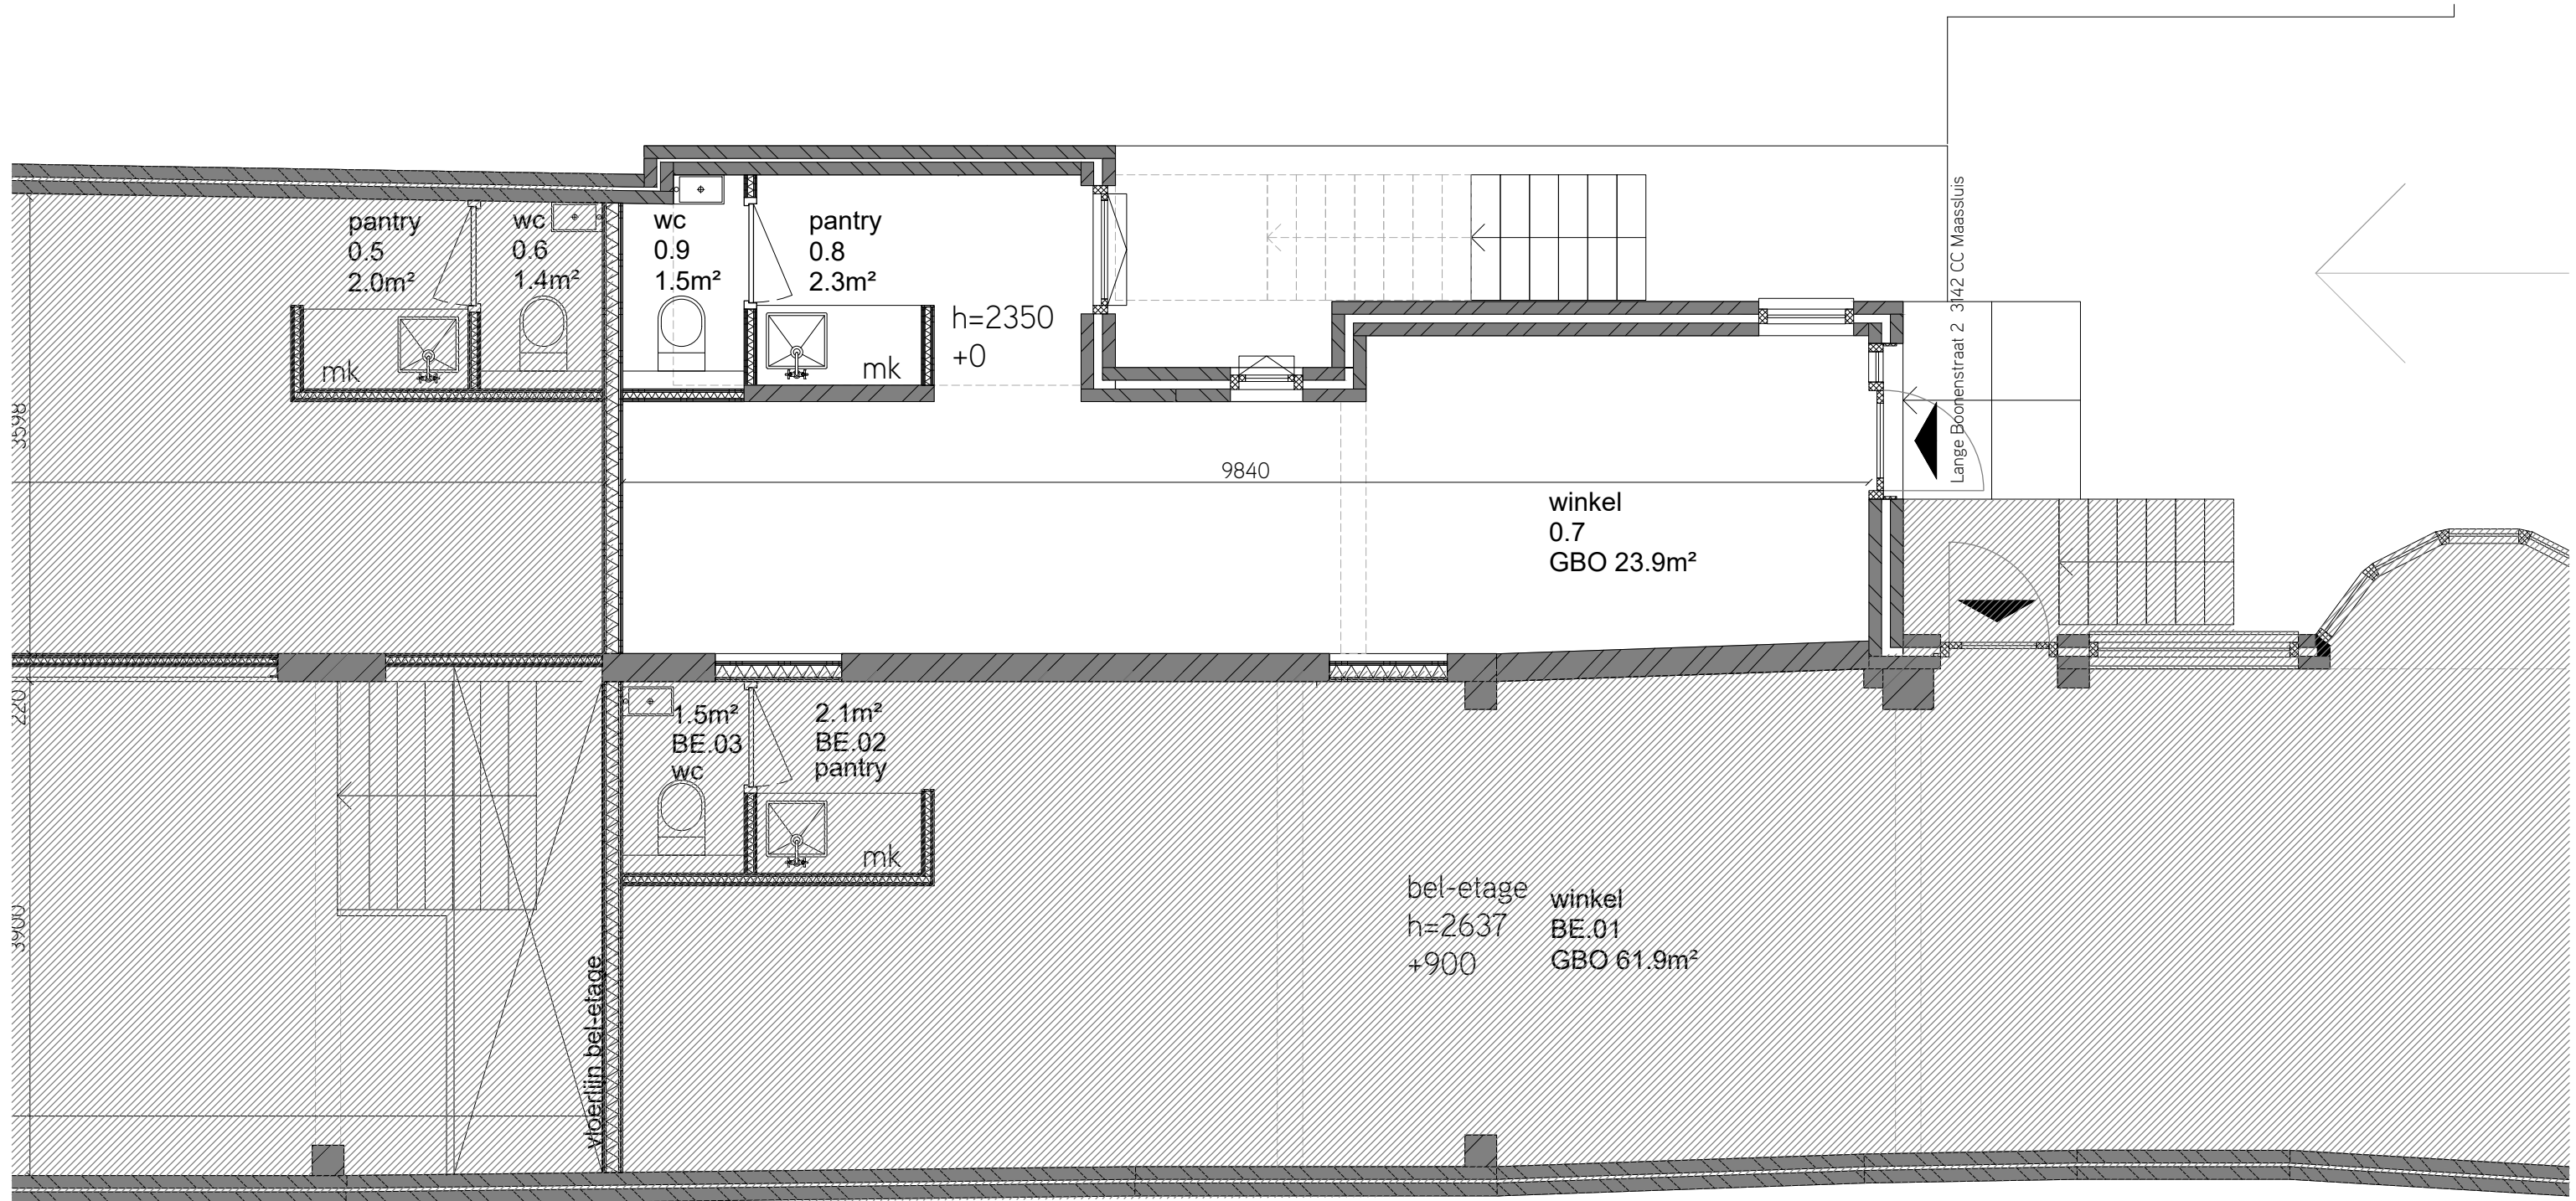 pantry
0.5
2.0m²
wc
0.6
1.4m²
wc
0.9
1.5m²
pantry
0.8
2.3m²
h=2350
+0
mk
mk
Lange Boonenstraat 2  3142 CC Maassluis
3598
9840
winkel
0.7
GBO 23.9m²
220
1.5m²
BE.03
wc
2.1m²
BE.02
pantry
mk
bel-etage
h=2637
+900
winkel
BE.01
GBO 61.9m²
3900
vloerlijn bel-etage